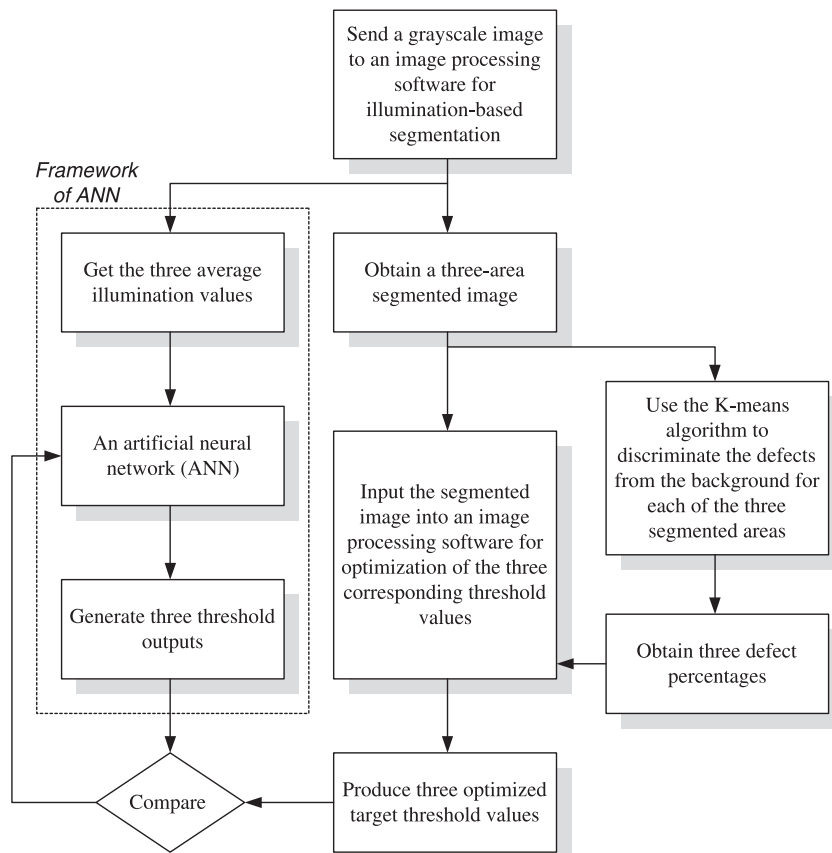 Send a grayscale image
to an image processing
software for
illumination-based
segmentation
Framework
of ANN
Get the three average
illumination values
Obtain a three-area
segmented image
An artificial neural
network (ANN)
Input the segmented
image into an image
processing software for
optimization of the three
corresponding threshold
values
Use the K-means
algorithm to
discriminate the defects
from the background for
each of the three
segmented areas
Generate three threshold
outputs
Obtain three defect
percentages
Compare
Produce three optimized
target threshold values